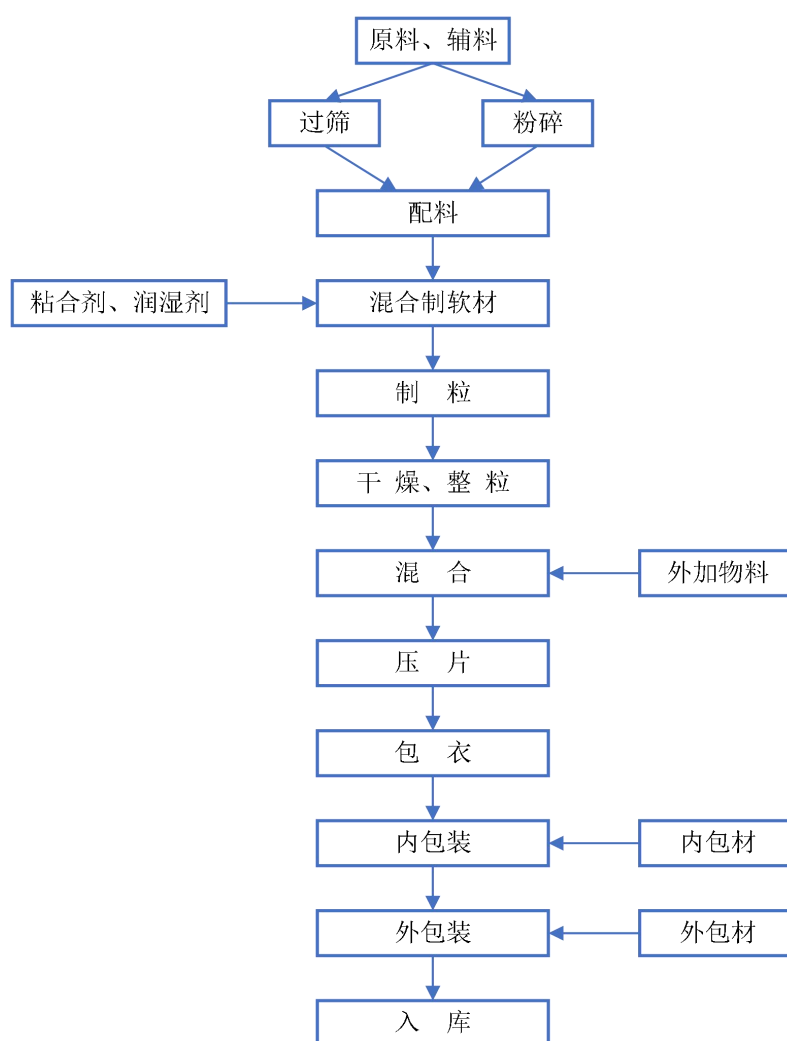 原料、辅料
过筛
粉碎
配料
粘合剂、润湿剂
混合制软材
制 粒
干 燥、整 粒
混 合
外加物料
压 片
包 衣
内包装
内包材
外包装
外包材
入 库